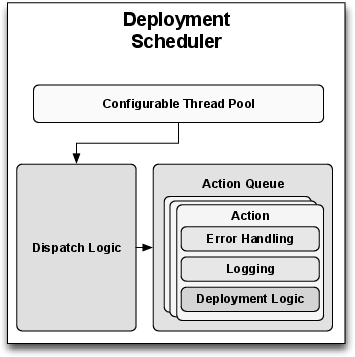 Deployment
Scheduler
Configurable Thread Pool
Dispatch Logic
Action Queue
Action
Error Handling
Logging
Deployment Logic